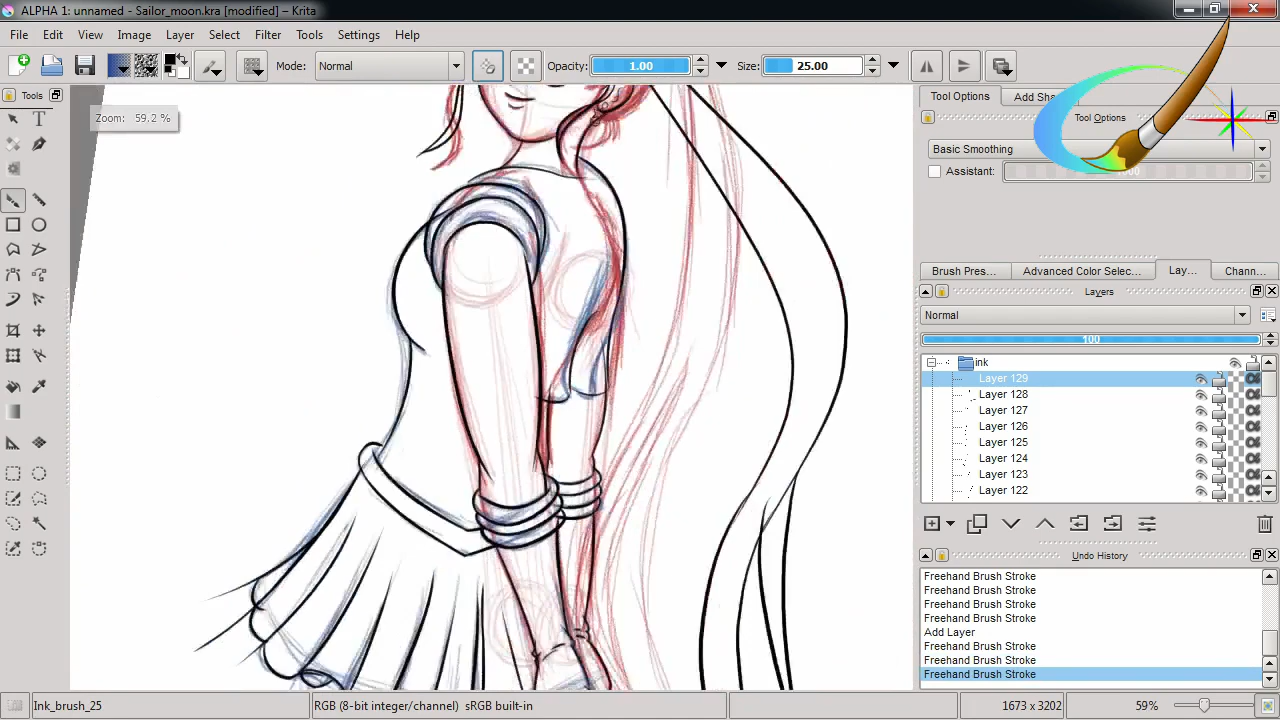 ALPHA 1: unnamed - Sailor_moon.kra [modified] – Krita
File Edit View Image Layer Select Filter Tools Settings Help
Mode: Normal Opacity: 1.00 Size: 25.00
Tools
Zoom: 59.2 %
Tool Options Add Sha
Tool Options
Basic Smoothing
Assistant:
Brush Pres... Advanced Color Selec... Lay... Chann...
Layers
Normal
100
ink
Layer 129
Layer 128
Layer 127
Layer 126
Layer 125
Layer 124
Layer 123
Layer 122
Undo History
Freehand Brush Stroke
Freehand Brush Stroke
Freehand Brush Stroke
Freehand Brush Stroke
Add Layer
Freehand Brush Stroke
Freehand Brush Stroke
Freehand Brush Stroke
Ink_brush_25 RGB (8-bit integer/channel) sRGB built-in 1673 x 3202 59%